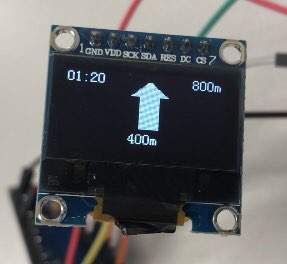 1 GND VDD SCK SDA RES DC CS 7
01:20
800m
400m